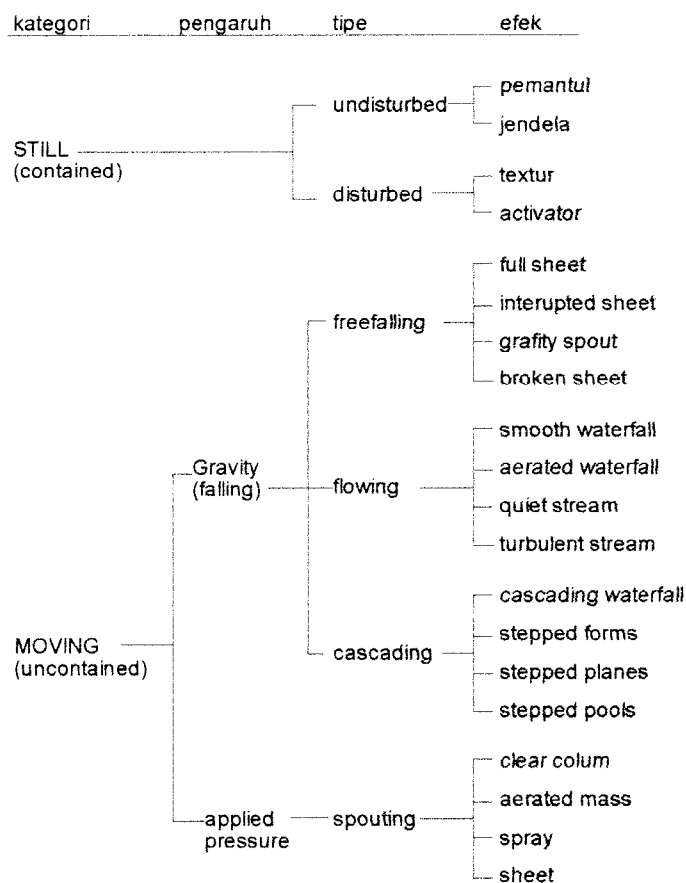 kategori pengaruh tipe efek
undisturbed
pemantul
jendela
STILL
(contained)
disturbed
textur
activator
freefalling
full sheet
interupted sheet
grafity spout
broken sheet
Gravity
(falling)
flowing
smooth waterfall
aerated waterfall
quiet stream
turbulent stream
MOVING
(uncontained)
cascading
cascading waterfall
stepped forms
stepped planes
stepped pools
applied
pressure
spouting
clear colum
aerated mass
spray
sheet